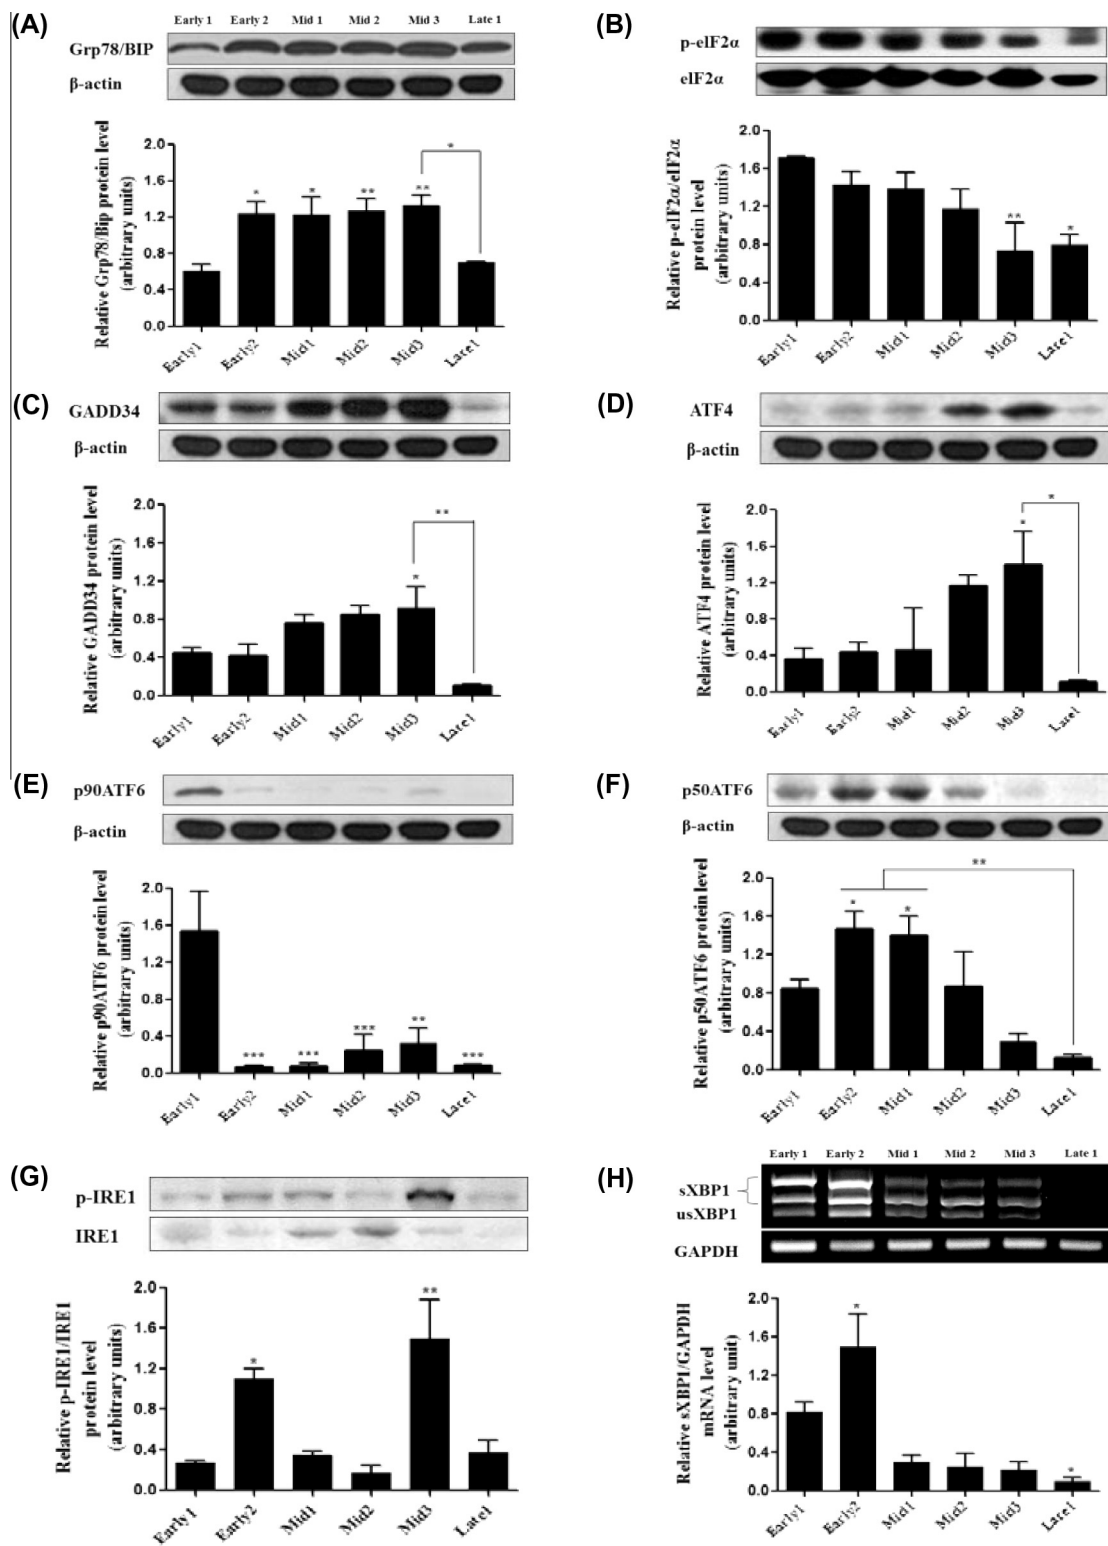 (A)
Early 1 Early 2 Mid 1 Mid 2 Mid 3 Late 1
Grp78/BIP
β-actin
Relative Grp78/Bip protein level
(arbitrary units)
2.0
1.6
1.2
0.8
0.4
0.0
* * ** ** *
Early1 Early2 Mid1 Mid2 Mid3 Late1
(B)
p-eIF2α
eIF2α
Relative p-eIF2α/eIF2α
protein level
(arbitrary units)
2.0
1.6
1.2
0.8
0.4
0.0
** *
Early1 Early2 Mid1 Mid2 Mid3 Late1
(C)
GADD34
β-actin
Relative GADD34 protein level
(arbitrary units)
2.0
1.6
1.2
0.8
0.4
0.0
* **
Early1 Early2 Mid1 Mid2 Mid3 Late1
(D)
ATF4
β-actin
Relative ATF4 protein level
(arbitrary units)
2.0
1.6
1.2
0.8
0.4
0.0
* *
Early1 Early2 Mid1 Mid2 Mid3 Late1
(E)
p90ATF6
β-actin
Relative p90ATF6 protein level
(arbitrary units)
2.0
1.6
1.2
0.8
0.4
0.0
*** *** *** ** ***
Early1 Early2 Mid1 Mid2 Mid3 Late1
(F)
p50ATF6
β-actin
Relative p50ATF6 protein level
(arbitrary units)
2.0
1.6
1.2
0.8
0.4
0.0
* * **
Early1 Early2 Mid1 Mid2 Mid3 Late1
(G)
p-IRE1
IRE1
Relative p-IRE1/IRE1
protein level
(arbitrary units)
2.0
1.6
1.2
0.8
0.4
0.0
* **
Early1 Early2 Mid1 Mid2 Mid3 Late1
(H)
Early 1 Early 2 Mid 1 Mid 2 Mid 3 Late 1
sXBP1
usXBP1
GAPDH
Relative sXBP1/GAPDH
mRNA level
(arbitrary unit)
2.0
1.6
1.2
0.8
0.4
0.0
* *
Early1 Early2 Mid1 Mid2 Mid3 Late1